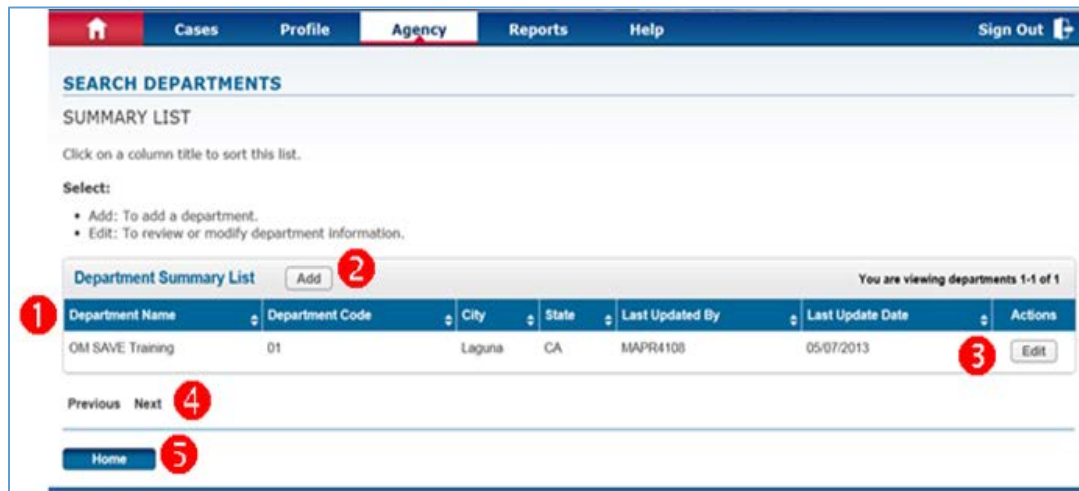 Cases Profile Agency Reports Help Sign Out
SEARCH DEPARTMENTS
SUMMARY LIST
Click on a column title to sort this list.
Select:
• Add: To add a department.
• Edit: To review or modify department information.
Department Summary List Add 2 You are viewing departments 1-1 of 1
1 Department Name Department Code City State Last Updated By Last Update Date Actions
OM SAVE Training 01 Laguna CA MAPR4108 05/07/2013 3 Edit
Previous Next 4
Home 5